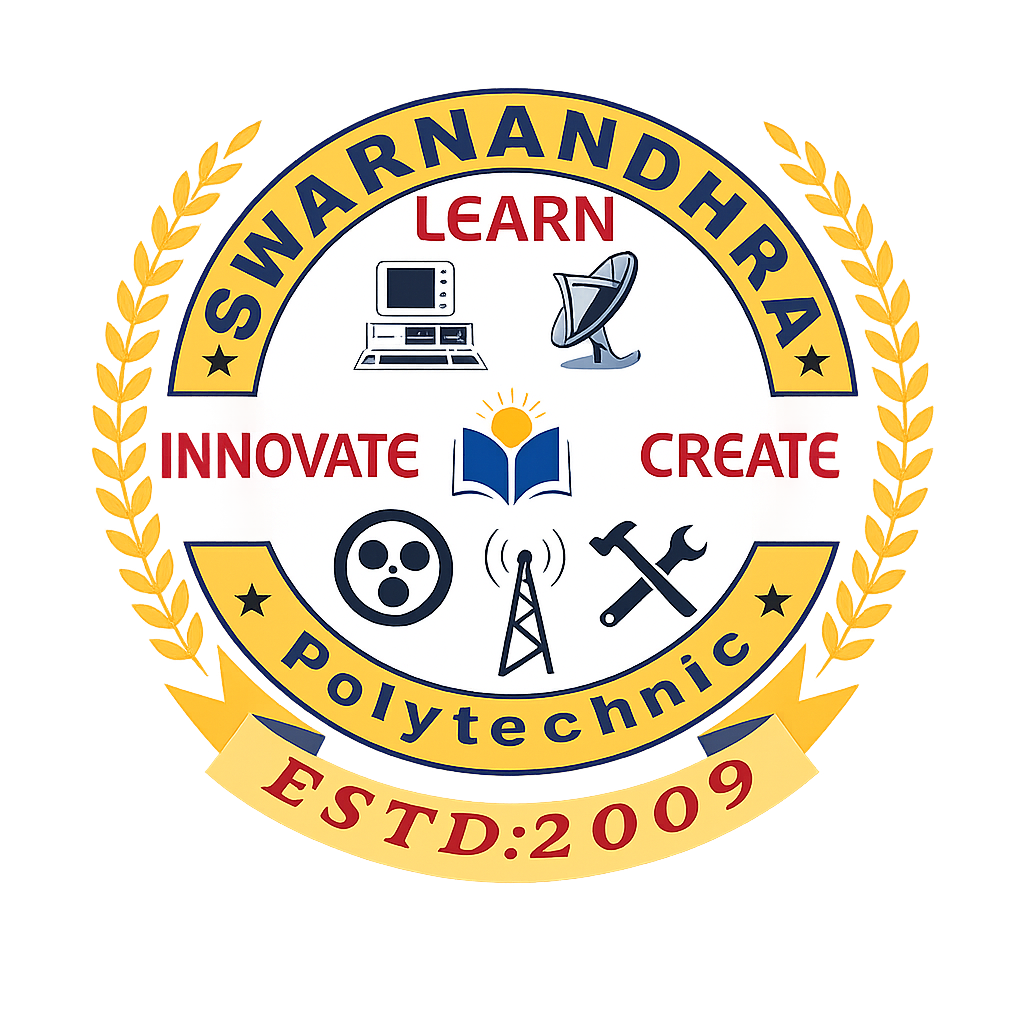 SWARNANDHRA
LEARN
INNOVATE
CREATE
Polytechnic
ESTD:2009